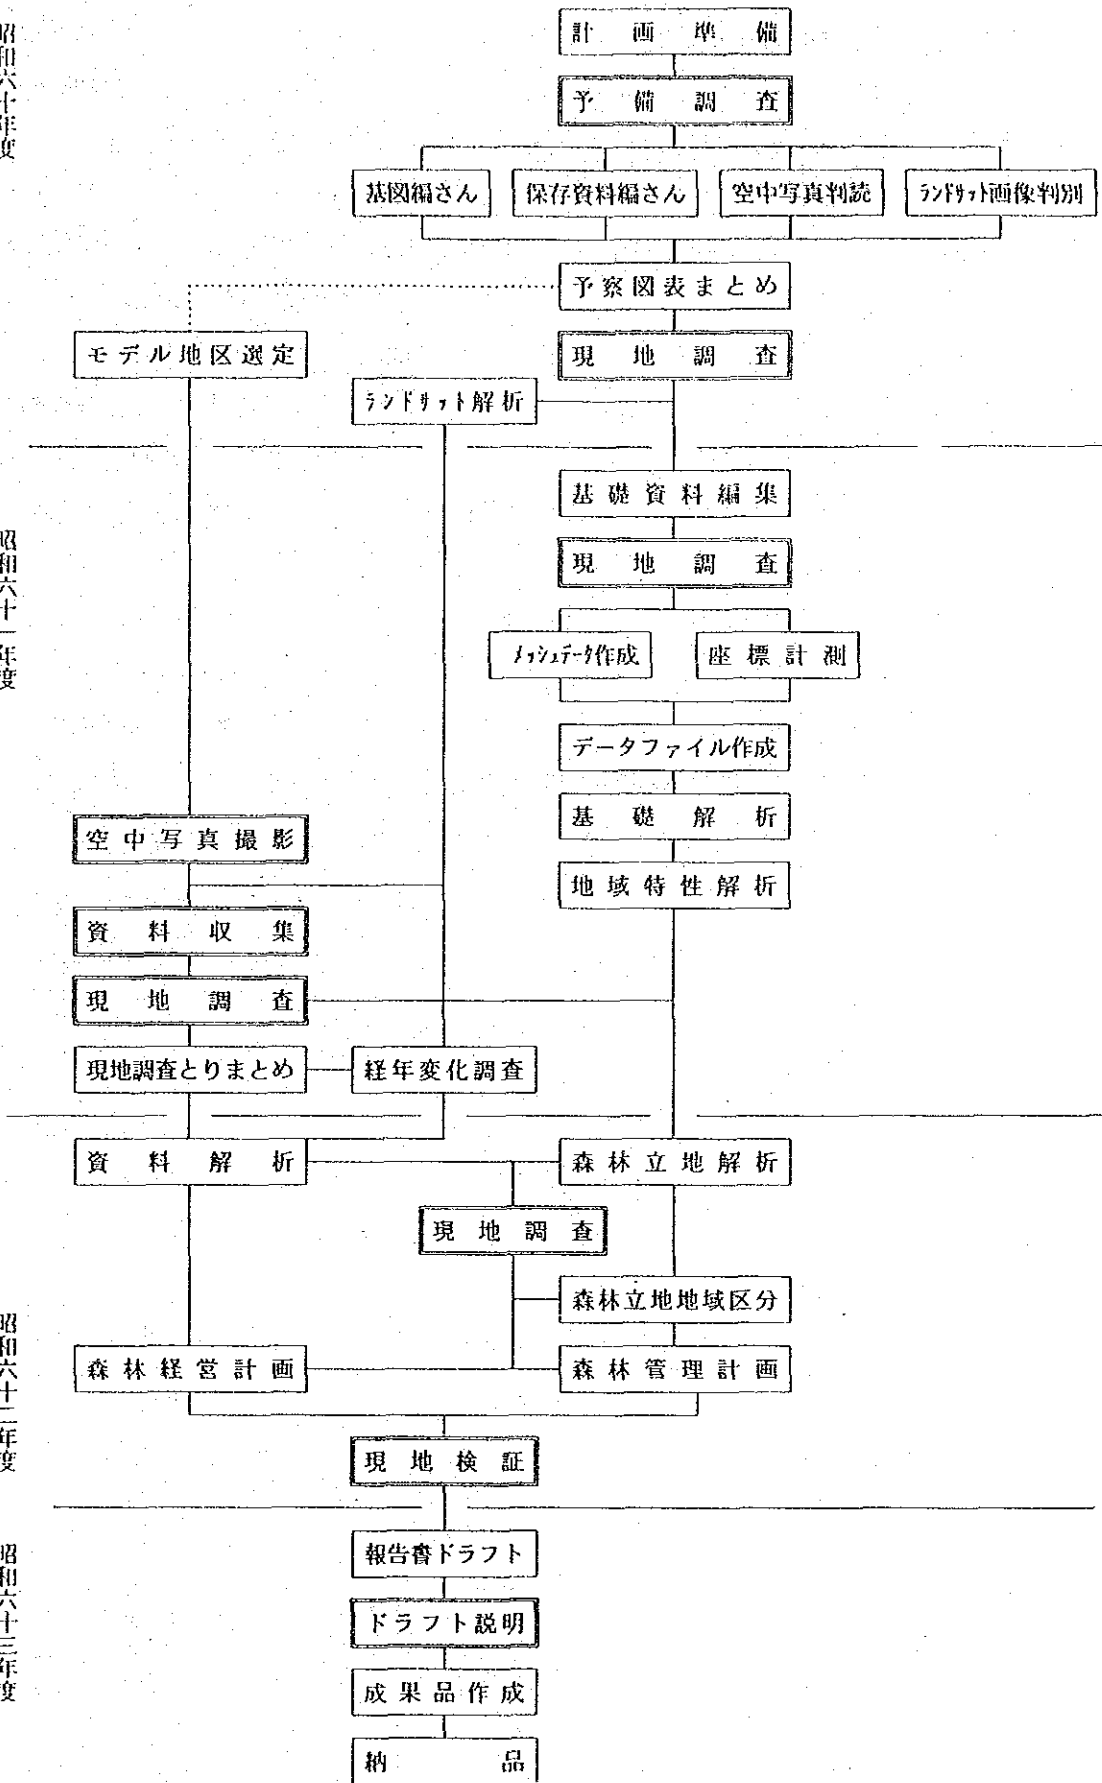 昭和六十年度
計画準備
予備調査
基図編さん
保存資料編さん
空中写真判読
ランドサット画像判別
予察図表まとめ
モデル地区選定
現地調査
ランドサット解析
昭和六十一年度
基礎資料編集
現地調査
メッシュデータ作成
座標計測
データファイル作成
空中写真撮影
基礎解析
地域特性解析
資料収集
現地調査
現地調査とりまとめ
経年変化調査
昭和六十二年度
資料解析
森林立地解析
現地調査
森林立地地域区分
森林経営計画
森林管理計画
現地検証
昭和六十三年度
報告書ドラフト
ドラフト説明
成果品作成
納品